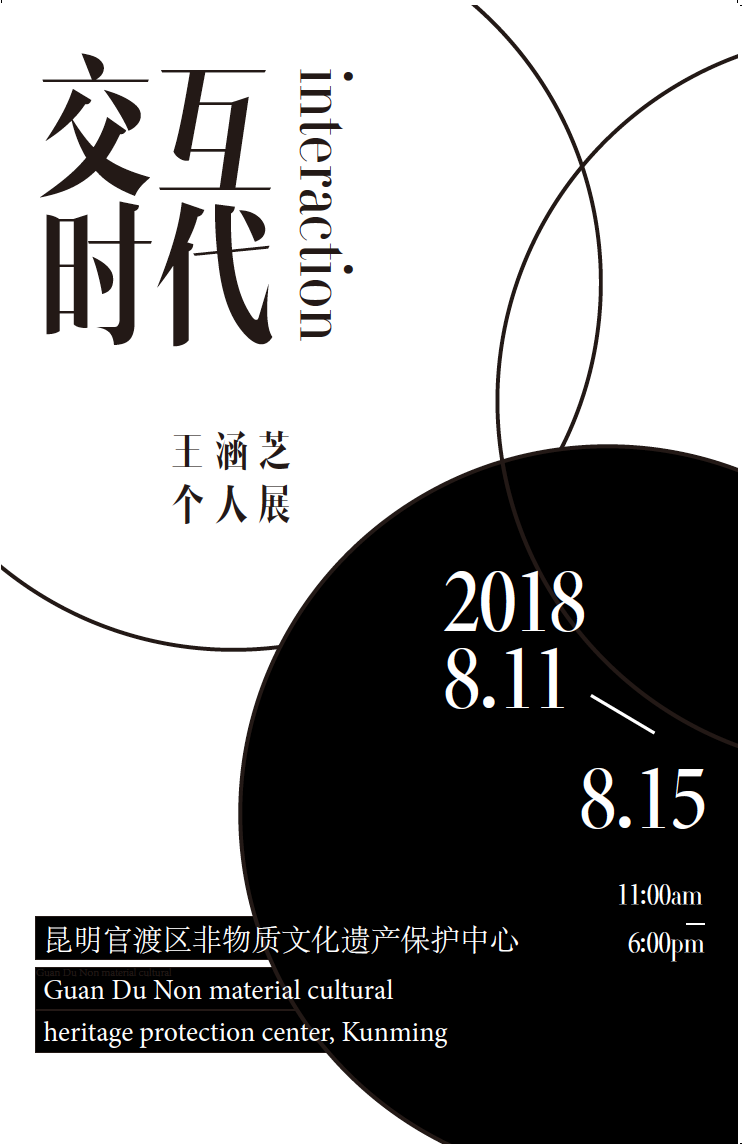 交互
时代
interaction
王涵芝
个人展
2018
8.11
8.15
11:00am
6:00pm
昆明官渡区非物质文化遗产保护中心
Guan Du Non material cultural
Guan Du Non material cultural
heritage protection center, Kunming